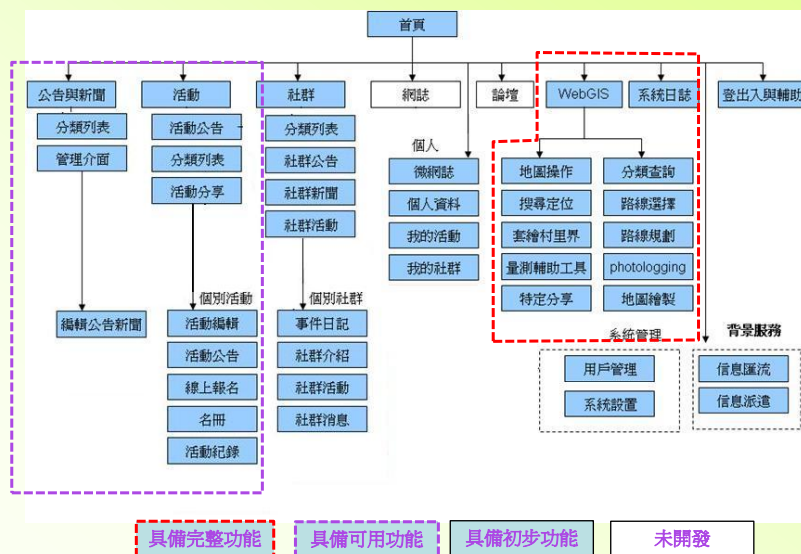 首頁
公告與新聞
活動
社群
網誌
論壇
WebGIS
系統日誌
登出入與輔助
分類列表
管理介面
編輯公告新聞
活動公告
分類列表
活動分享
個別活動
活動編輯
活動公告
線上報名
名冊
活動紀錄
分類列表
社群公告
社群新聞
社群活動
個別社群
事件日記
社群介紹
社群活動
社群消息
個人
微網誌
個人資料
我的活動
我的社群
地圖操作
搜尋定位
套繪村里界
量測輔助工具
特定分享
分類查詢
路線選擇
路線規劃
photologging
地圖繪製
系統管理
用戶管理
系統設置
背景服務
信息匯流
信息派遣
具備完整功能
具備可用功能
具備初步功能
未開發